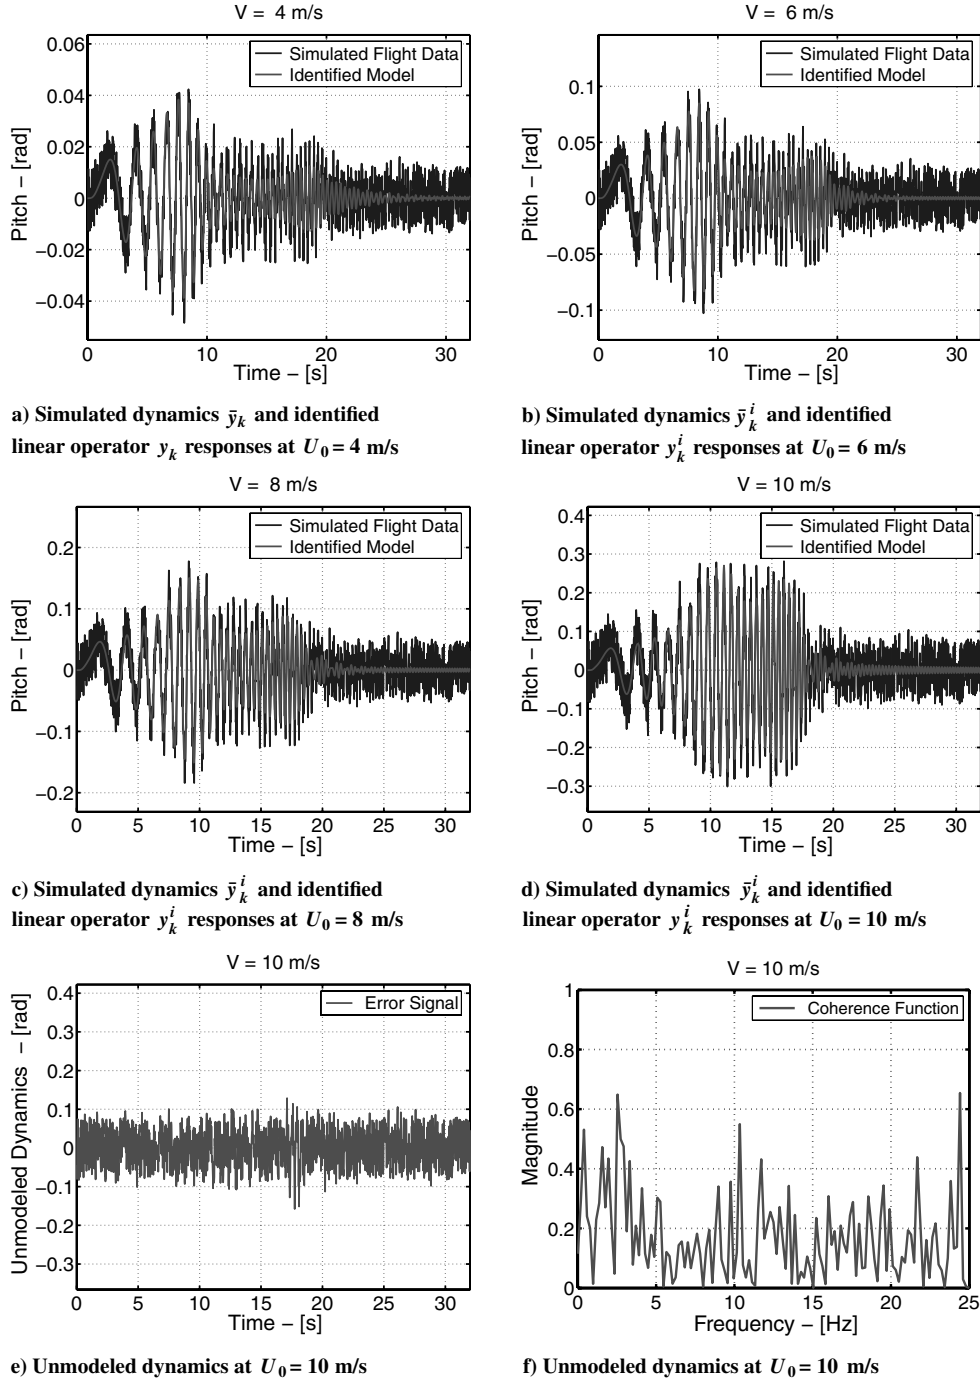 V = 4 m/s
0.06
0.04
0.02
0
−0.02
−0.04
Pitch − [rad]
Simulated Flight Data
Identified Model
0 10 20 30
Time − [s]
a) Simulated dynamics ȳ_k and identified
linear operator y_k responses at U_0 = 4 m/s
V = 6 m/s
0.1
0.05
0
−0.05
−0.1
Pitch − [rad]
Simulated Flight Data
Identified Model
0 10 20 30
Time − [s]
b) Simulated dynamics ȳ_k^i and identified
linear operator y_k^i responses at U_0 = 6 m/s
V = 8 m/s
0.2
0.1
0
−0.1
−0.2
Pitch − [rad]
Simulated Flight Data
Identified Model
0 5 10 15 20 25 30
Time − [s]
c) Simulated dynamics ȳ_k^i and identified
linear operator y_k^i responses at U_0 = 8 m/s
V = 10 m/s
0.4
0.3
0.2
0.1
0
−0.1
−0.2
−0.3
Pitch − [rad]
Simulated Flight Data
Identified Model
0 5 10 15 20 25 30
Time − [s]
d) Simulated dynamics ȳ_k^i and identified
linear operator y_k^i responses at U_0 = 10 m/s
V = 10 m/s
0.4
0.3
0.2
0.1
0
−0.1
−0.2
−0.3
Unmodeled Dynamics − [rad]
Error Signal
0 5 10 15 20 25 30
Time − [s]
e) Unmodeled dynamics at U_0 = 10 m/s
V = 10 m/s
1
0.8
0.6
0.4
0.2
0
Magnitude
Coherence Function
0 5 10 15 20 25
Frequency − [Hz]
f) Unmodeled dynamics at U_0 = 10 m/s